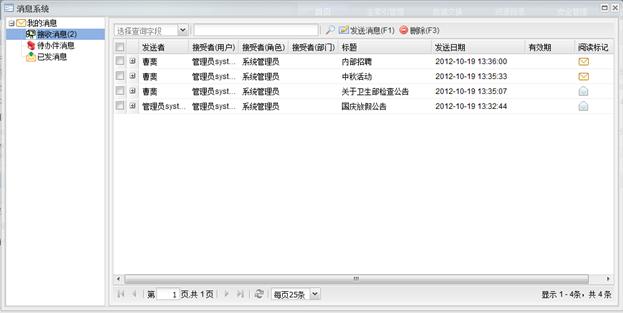 消息系统
我的消息
接收消息(2)
待办件消息
已发消息
选择查询字段 发送消息(F1) 删除(F3)
发送者 接受者(用户) 接受者(角色) 接受者(部门) 标题 发送日期 有效期 阅读标记
管理员syst... 系统管理员 内部招聘 2012-10-19 13:36:00
管理员syst... 系统管理员 中秋活动 2012-10-19 13:35:33
管理员syst... 系统管理员 关于卫生部检查公告 2012-10-19 13:35:07
管理员syst... 管理员syst... 系统管理员 国庆放假公告 2012-10-19 13:32:44
第 1 页,共 1 页 每页25条 显示 1 - 4条，共 4 条